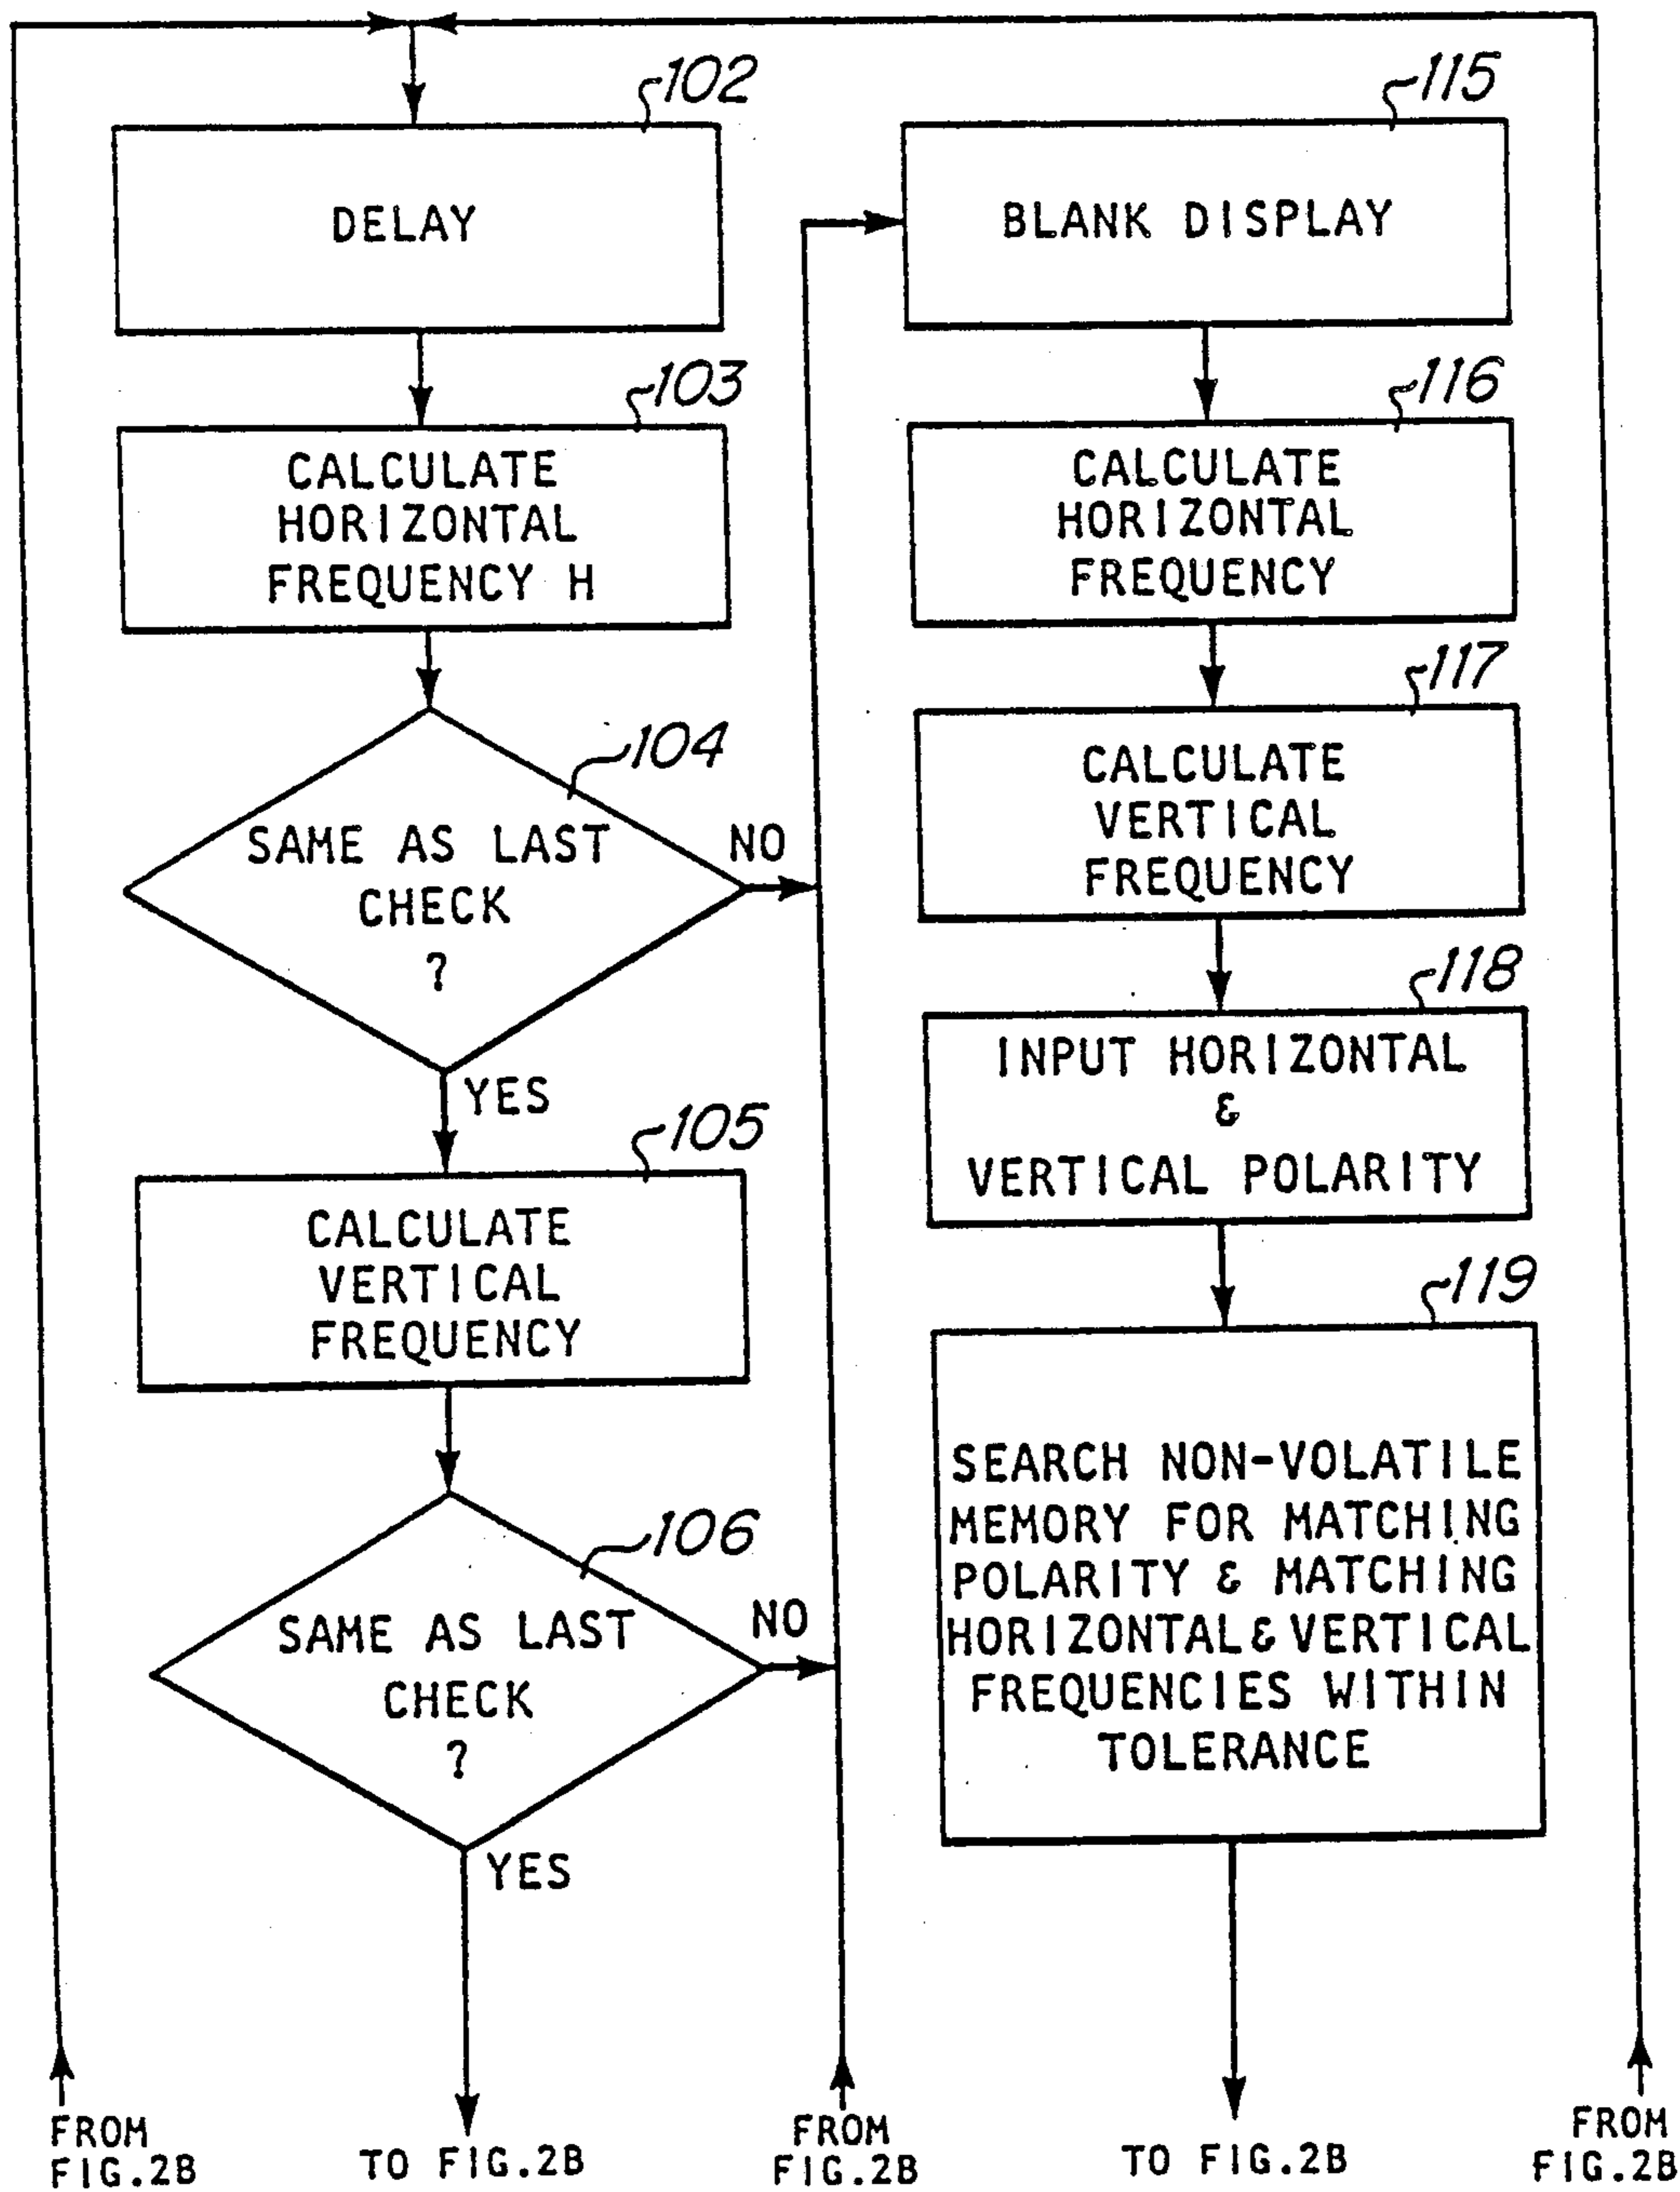 102
DELAY
103
CALCULATE
HORIZONTAL
FREQUENCY H
104
SAME AS LAST
CHECK
?
NO
YES
105
CALCULATE
VERTICAL
FREQUENCY
106
SAME AS LAST
CHECK
?
NO
YES
115
BLANK DISPLAY
116
CALCULATE
HORIZONTAL
FREQUENCY
117
CALCULATE
VERTICAL
FREQUENCY
118
INPUT HORIZONTAL
&
VERTICAL POLARITY
119
SEARCH NON-VOLATILE
MEMORY FOR MATCHING
POLARITY & MATCHING
HORIZONTAL & VERTICAL
FREQUENCIES WITHIN
TOLERANCE
FROM
FIG.2B
TO FIG.2B
FROM
FIG.2B
TO FIG.2B
FROM
FIG.2B